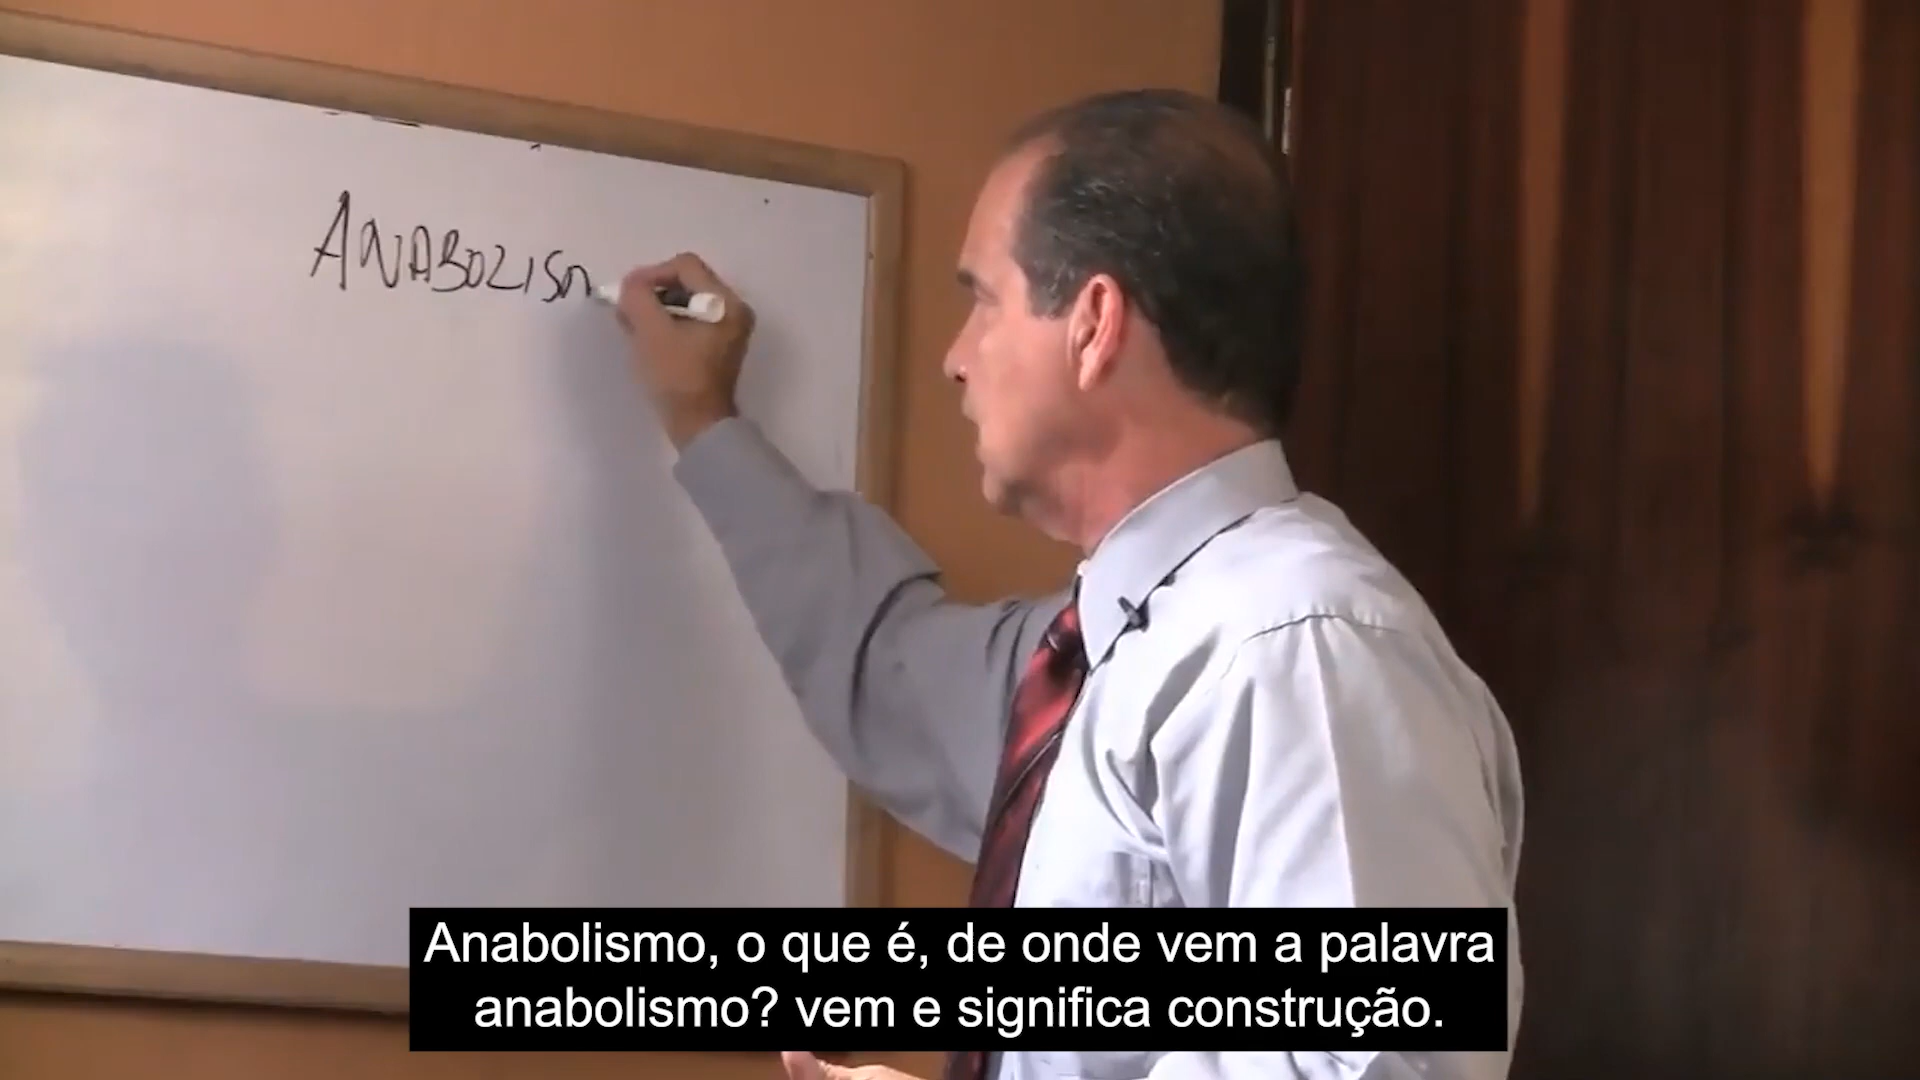 ANABOLISM
Anabolismo, o que é, de onde vem a palavra
anabolismo? vem e significa construção.